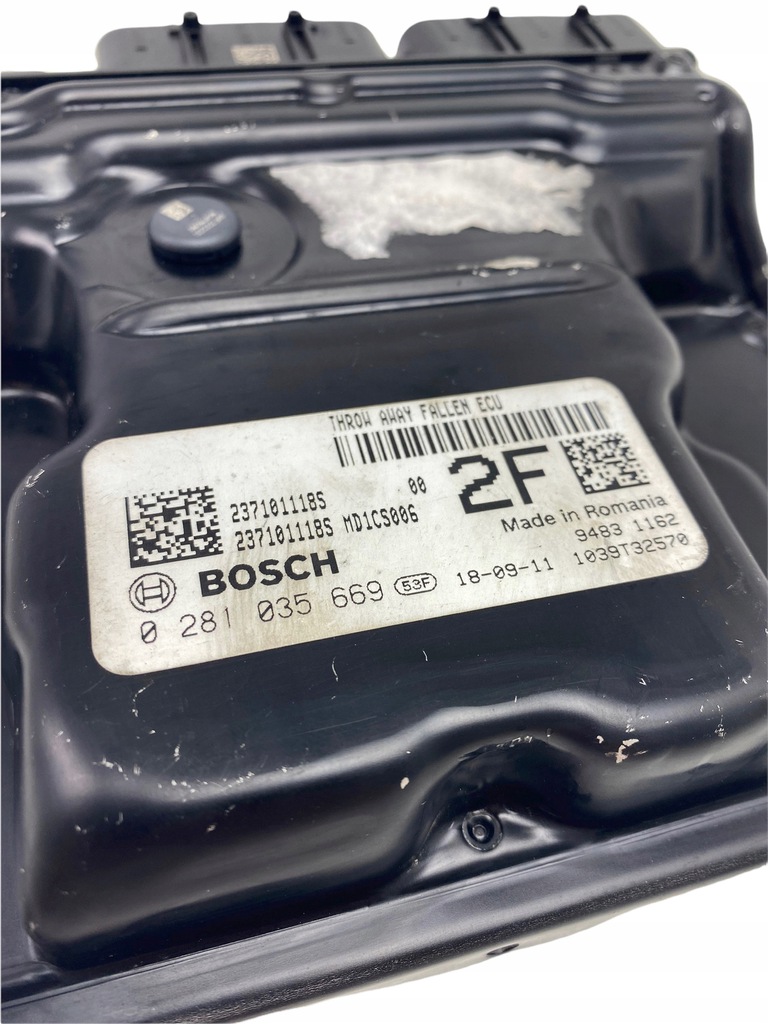 THROW AWAY FALLEN ECU
237101118S 00
237101118S MD1CS006
2F
Made in Romania
BOSCH
9483 1162
0 281 035 669 53F 18-09-11 1039T32570